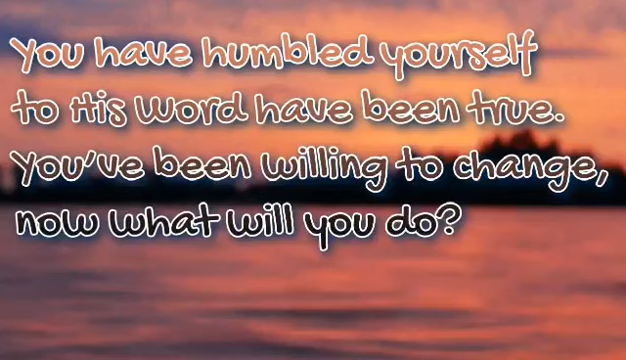 You have humbled yourself
to His Word have been true.
You've been willing to change,
now what will you do?